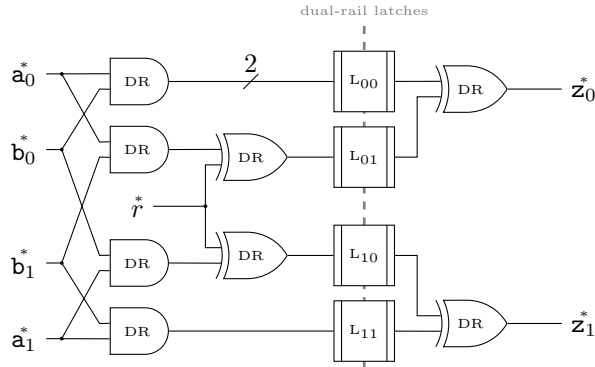 dual-rail latches
a*0 DR 2 L00 DR z*0
b*0 DR DR L01
r*
b*1 DR DR L10
a*1 DR L11 DR z*1